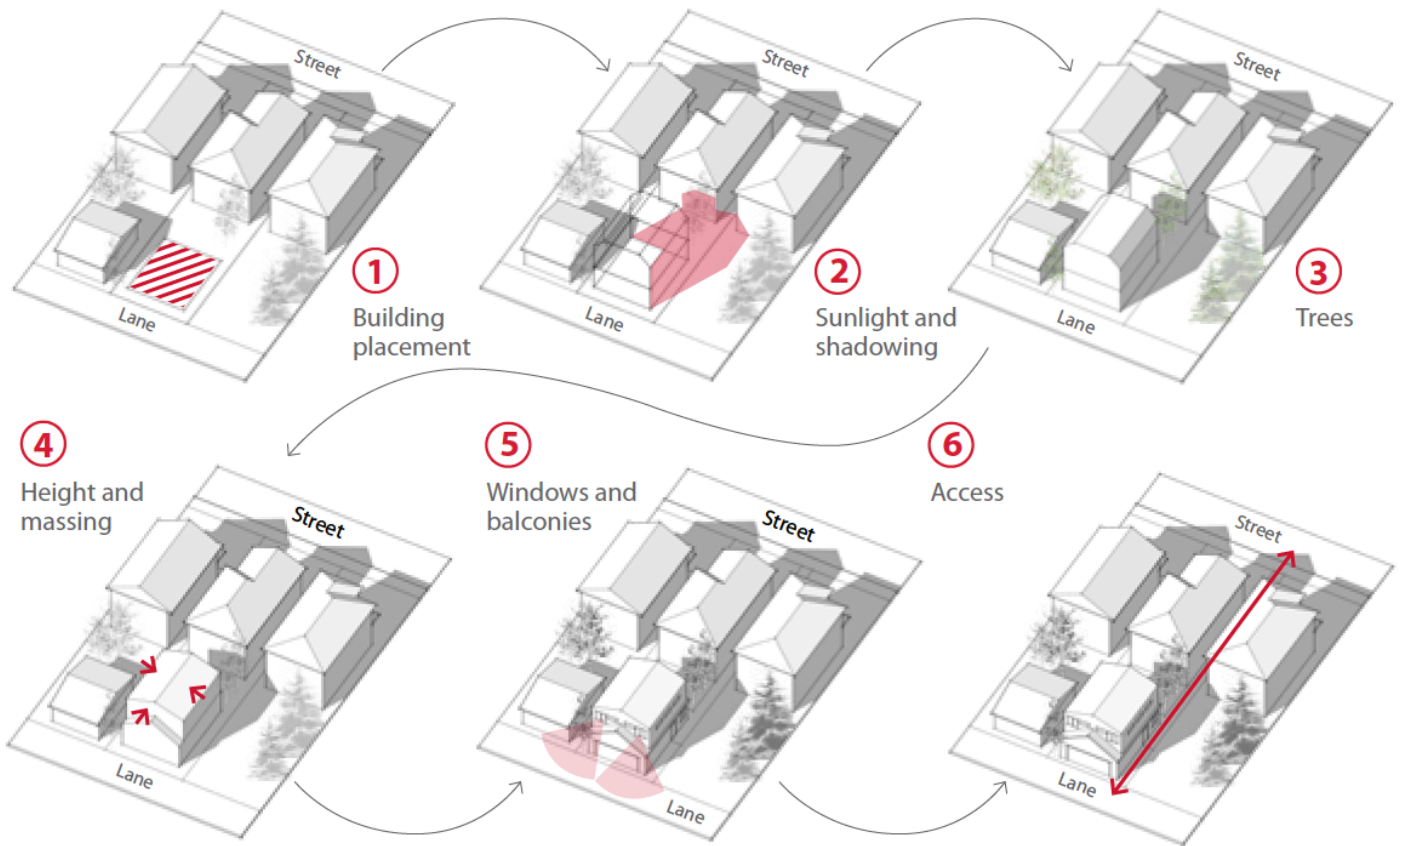 Street
Lane
1
Building
placement
Street
Lane
2
Sunlight and
shadowing
Street
Lane
3
Trees
4
Height and
massing
Street
Lane
5
Windows and
balconies
Street
Lane
6
Access
Street
Lane